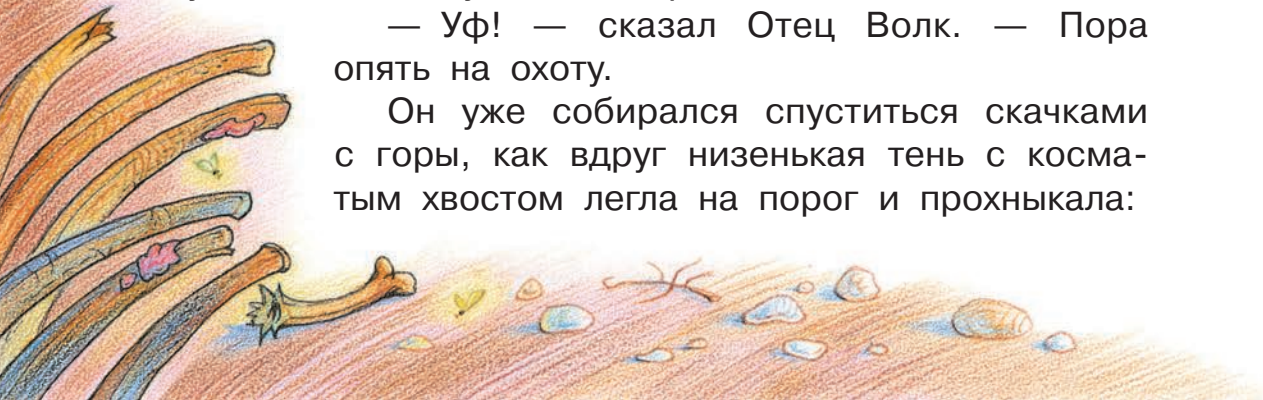 — Уф! — сказал Отец Волк. — Пора
опять на охоту.
Он уже собирался спуститься скачками
с горы, как вдруг низенькая тень с косма-
тым хвостом легла на порог и прохныкала: